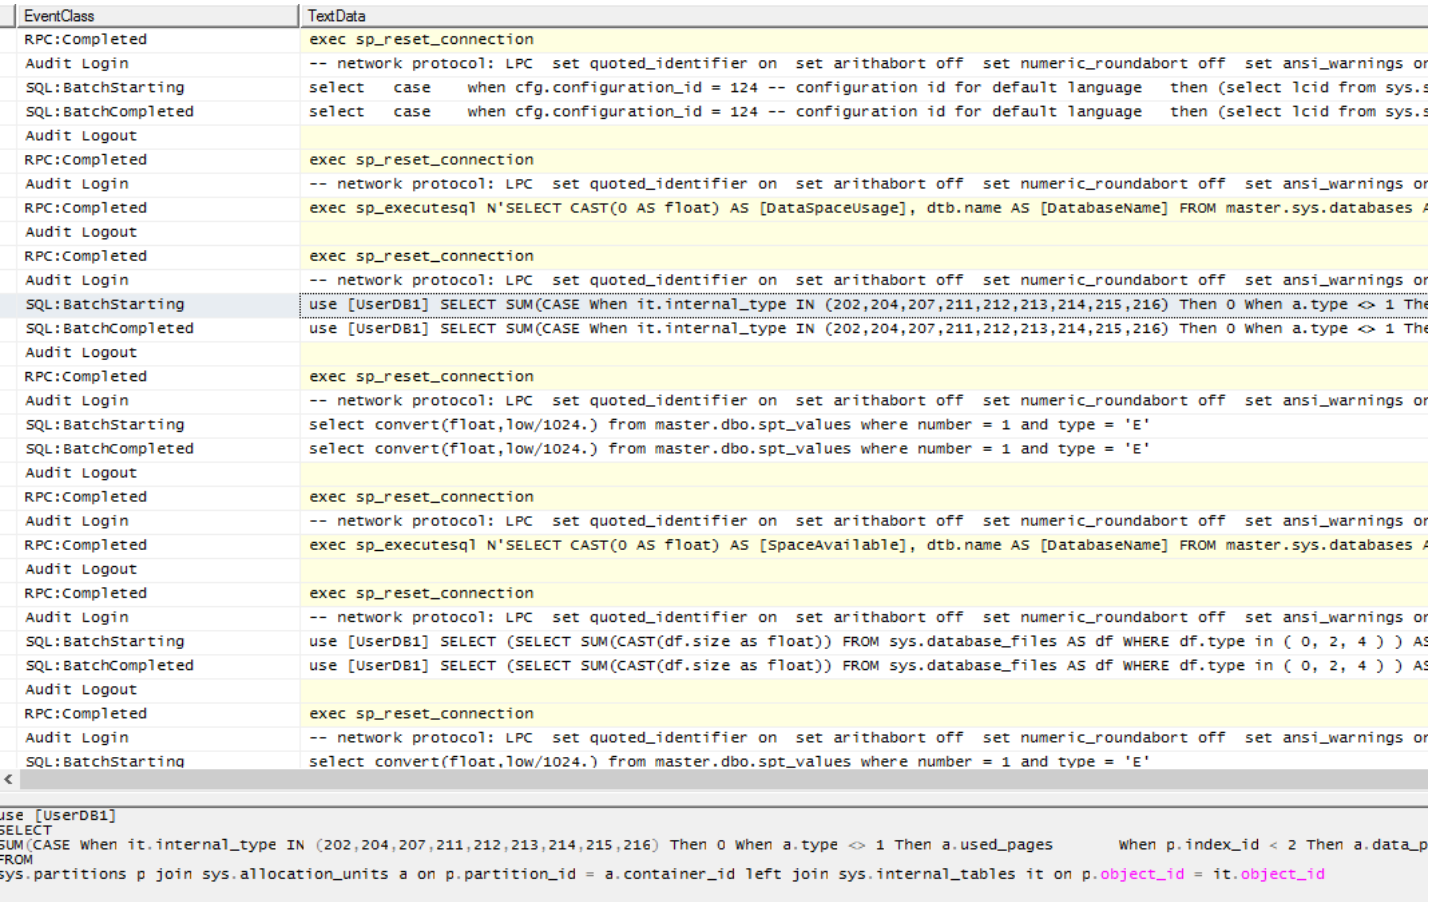 EventClass TextData
RPC:Completed exec sp_reset_connection
Audit Login -- network protocol: LPC set quoted_identifier on set arithabort off set numeric_roundabort off set ansi_warnings on
SQL:BatchStarting select case when cfg.configuration_id = 124 -- configuration id for default language then (select lcid from sys.s
SQL:BatchCompleted select case when cfg.configuration_id = 124 -- configuration id for default language then (select lcid from sys.s
Audit Logout
RPC:Completed exec sp_reset_connection
Audit Login -- network protocol: LPC set quoted_identifier on set arithabort off set numeric_roundabort off set ansi_warnings on
RPC:Completed exec sp_executesql N'SELECT CAST(0 AS float) AS [DataSpaceUsage], dtb.name AS [DatabaseName] FROM master.sys.databases A
Audit Logout
RPC:Completed exec sp_reset_connection
Audit Login -- network protocol: LPC set quoted_identifier on set arithabort off set numeric_roundabort off set ansi_warnings on
SQL:BatchStarting use [UserDB1] SELECT SUM(CASE When it.internal_type IN (202,204,207,211,212,213,214,215,216) Then 0 When a.type <> 1 The
SQL:BatchCompleted use [UserDB1] SELECT SUM(CASE When it.internal_type IN (202,204,207,211,212,213,214,215,216) Then 0 When a.type <> 1 The
Audit Logout
RPC:Completed exec sp_reset_connection
Audit Login -- network protocol: LPC set quoted_identifier on set arithabort off set numeric_roundabort off set ansi_warnings on
SQL:BatchStarting select convert(float,low/1024.) from master.dbo.spt_values where number = 1 and type = 'E'
SQL:BatchCompleted select convert(float,low/1024.) from master.dbo.spt_values where number = 1 and type = 'E'
Audit Logout
RPC:Completed exec sp_reset_connection
Audit Login -- network protocol: LPC set quoted_identifier on set arithabort off set numeric_roundabort off set ansi_warnings on
RPC:Completed exec sp_executesql N'SELECT CAST(0 AS float) AS [SpaceAvailable], dtb.name AS [DatabaseName] FROM master.sys.databases A
Audit Logout
RPC:Completed exec sp_reset_connection
Audit Login -- network protocol: LPC set quoted_identifier on set arithabort off set numeric_roundabort off set ansi_warnings on
SQL:BatchStarting use [UserDB1] SELECT (SELECT SUM(CAST(df.size as float)) FROM sys.database_files AS df WHERE df.type in ( 0, 2, 4 ) ) AS
SQL:BatchCompleted use [UserDB1] SELECT (SELECT SUM(CAST(df.size as float)) FROM sys.database_files AS df WHERE df.type in ( 0, 2, 4 ) ) AS
Audit Logout
RPC:Completed exec sp_reset_connection
Audit Login -- network protocol: LPC set quoted_identifier on set arithabort off set numeric_roundabort off set ansi_warnings on
SQL:BatchStarting select convert(float,low/1024.) from master.dbo.spt_values where number = 1 and type = 'E'
use [UserDB1]
SELECT
SUM(CASE When it.internal_type IN (202,204,207,211,212,213,214,215,216) Then 0 When a.type <> 1 Then a.used_pages When p.index_id < 2 Then a.data_p
FROM
sys.partitions p join sys.allocation_units a on p.partition_id = a.container_id left join sys.internal_tables it on p.object_id = it.object_id